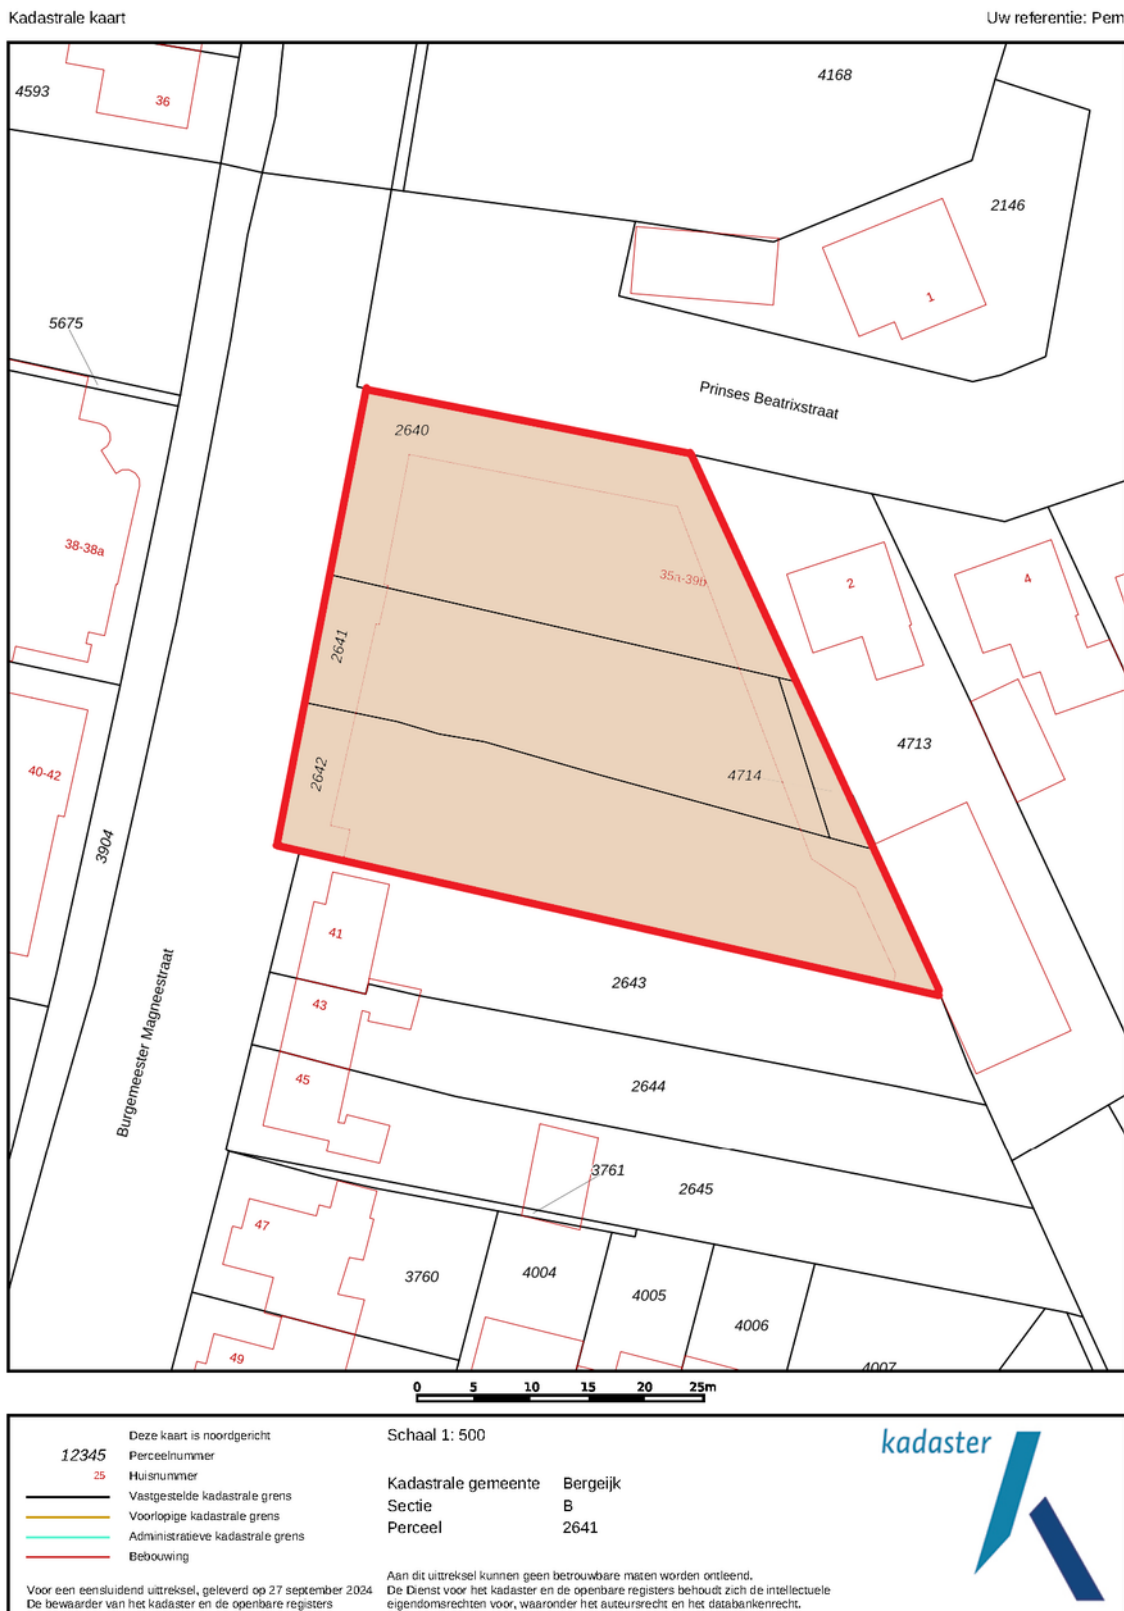 Kadastrale kaart
Uw referentie: Pem
4593
36
4168
2146
1
5675
Prinses Beatrixstraat
2640
38-38a
35a-39b
2
4
2641
4713
2642
4714
40-42
3904
41
2643
43
Burgemeester Magneestraat
45
2644
3761
2645
47
3760
4004
4005
4006
49
4007
0 5 10 15 20 25m
Deze kaart is noordgericht
12345 Perceelnummer
25 Huisnummer
Vastgestelde kadastrale grens
Voorlopige kadastrale grens
Administratieve kadastrale grens
Bebouwing
Voor een eensluidend uittreksel, geleverd op 27 september 2024
De bewaarder van het kadaster en de openbare registers
Schaal 1: 500
Kadastrale gemeente Bergeijk
Sectie B
Perceel 2641
Aan dit uittreksel kunnen geen betrouwbare maten worden ontleend.
De Dienst voor het kadaster en de openbare registers behoudt zich de intellectuele
eigendomsrechten voor, waaronder het auteursrecht en het databankenrecht.
kadaster